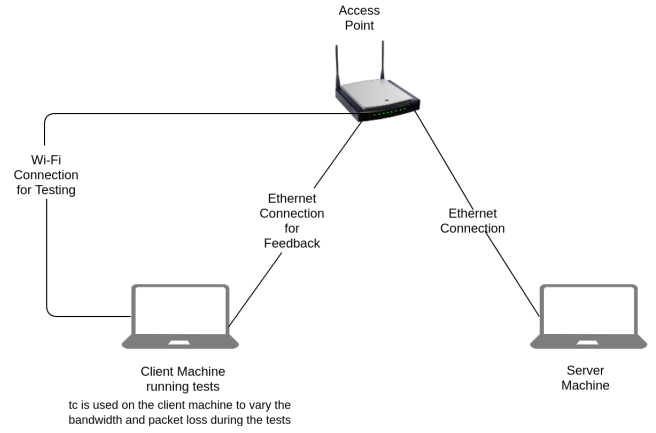 Access
Point
Wi-Fi
Connection
for Testing
Ethernet
Connection
for
Feedback
Ethernet
Connection
Client Machine
running tests
tc is used on the client machine to vary the
bandwidth and packet loss during the tests
Server
Machine